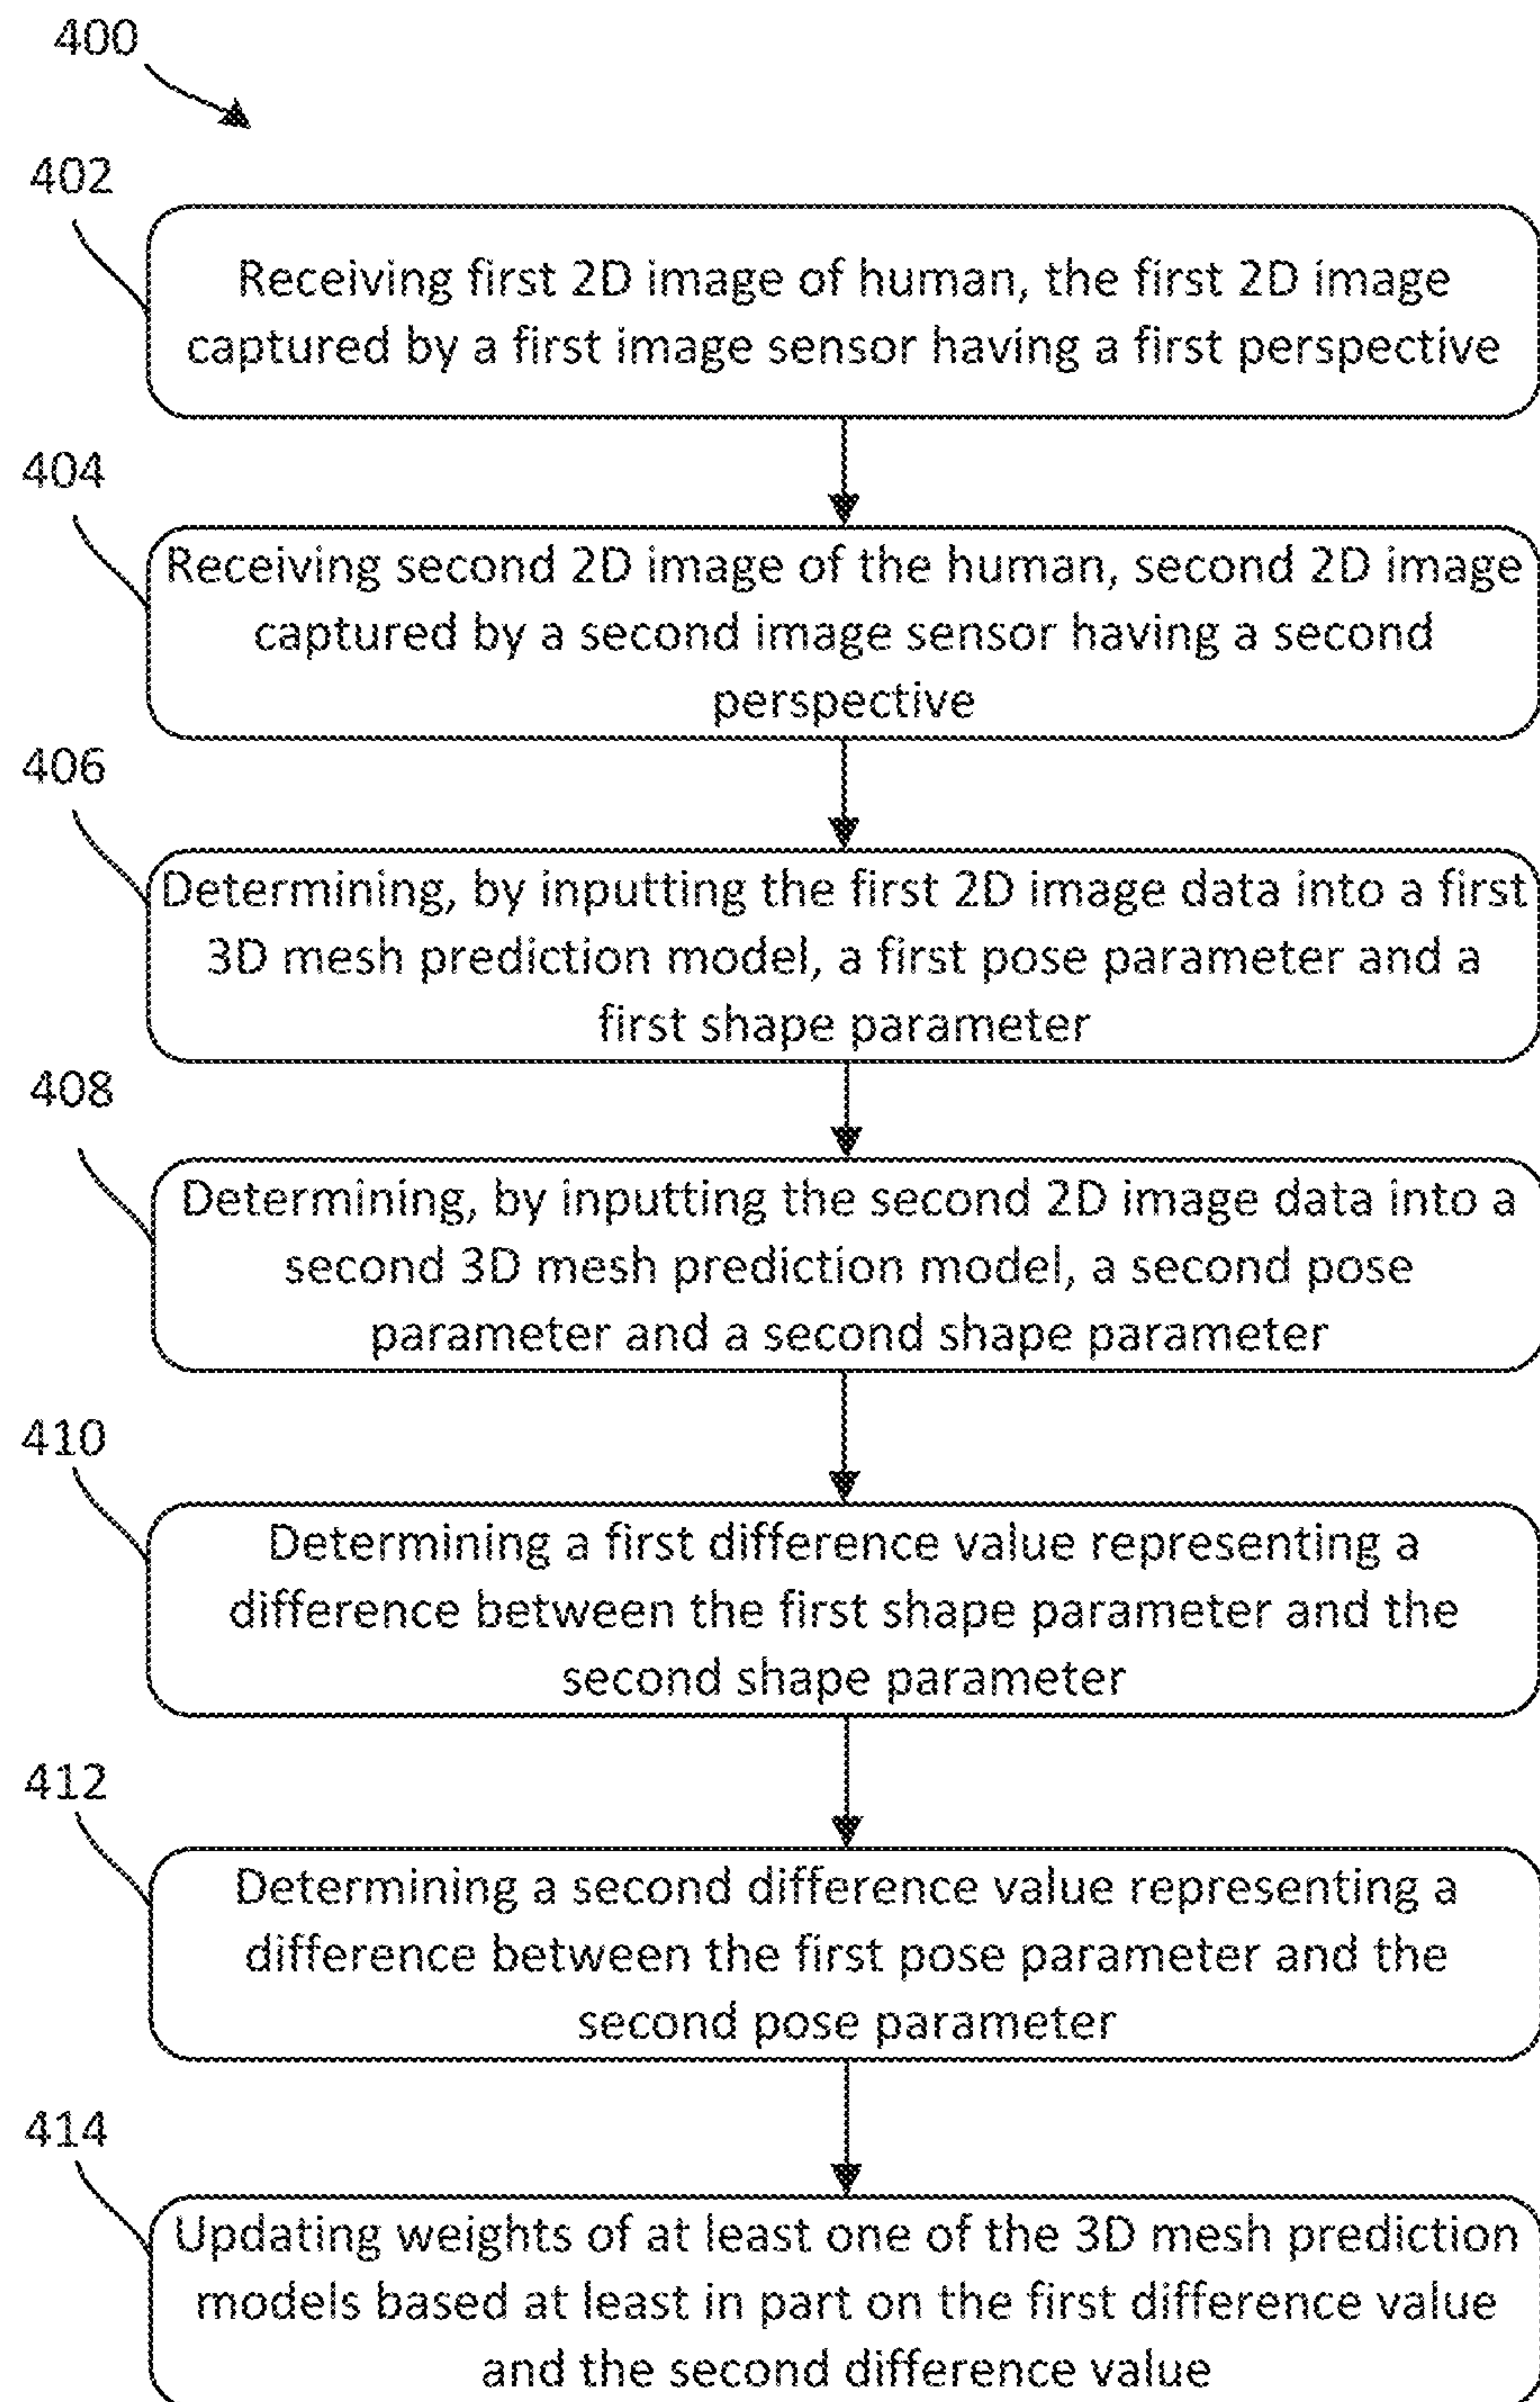 400
402
Receiving first 2D image of human, the first 2D image
captured by a first image sensor having a first perspective
404
Receiving second 2D image of the human, second 2D image
captured by a second image sensor having a second
perspective
406
Determining, by inputting the first 2D image data into a first
3D mesh prediction model, a first pose parameter and a
first shape parameter
408
Determining, by inputting the second 2D image data into a
second 3D mesh prediction model, a second pose
parameter and a second shape parameter
410
Determining a first difference value representing a
difference between the first shape parameter and the
second shape parameter
412
Determining a second difference value representing a
difference between the first pose parameter and the
second pose parameter
414
Updating weights of at least one of the 3D mesh prediction
models based at least in part on the first difference value
and the second difference value